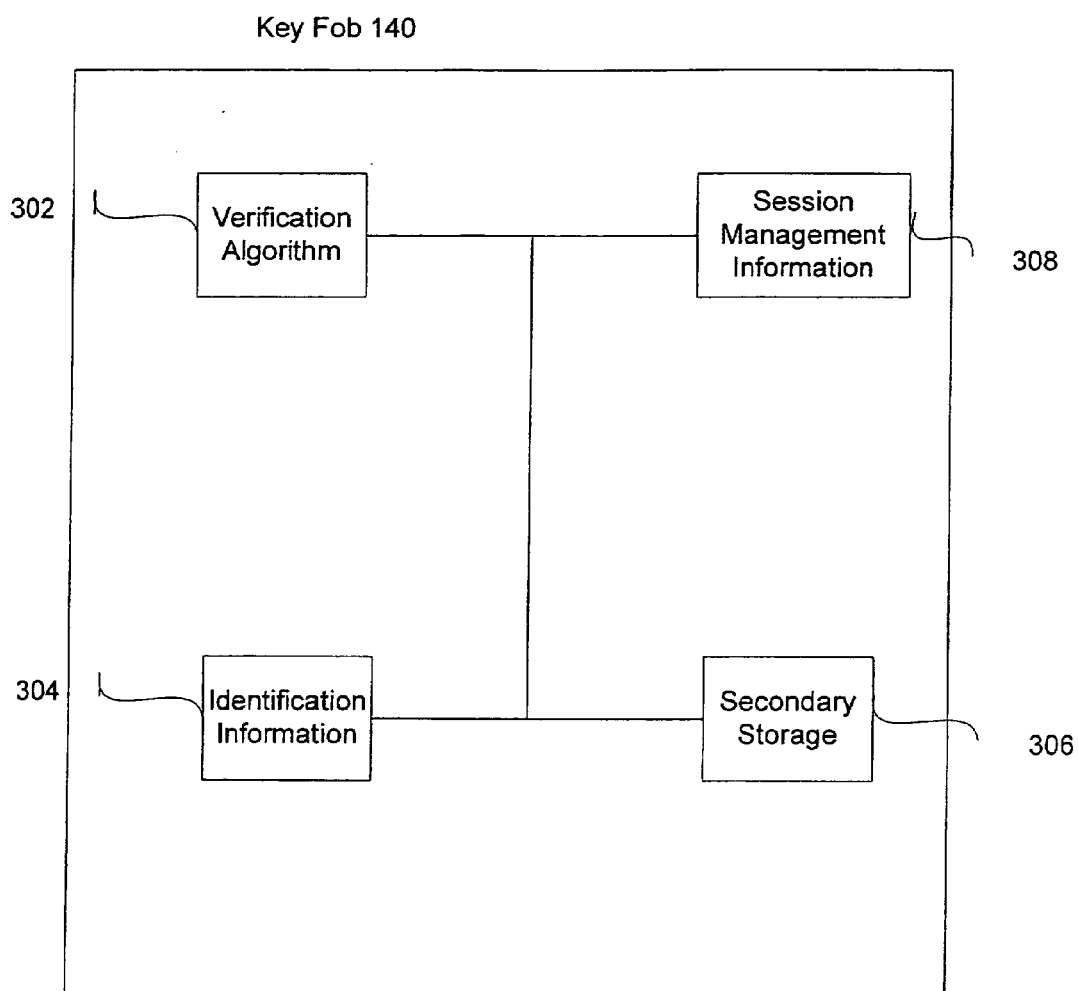 Key Fob 140
302
Verification
Algorithm
Session
Management
Information
308
304
Identification
Information
Secondary
Storage
306